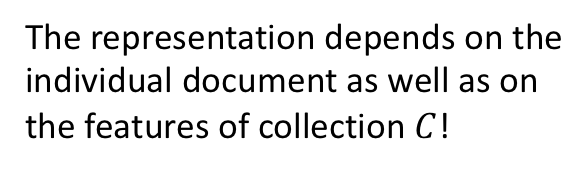 The representation depends on the
individual document as well as on
the features of collection C!